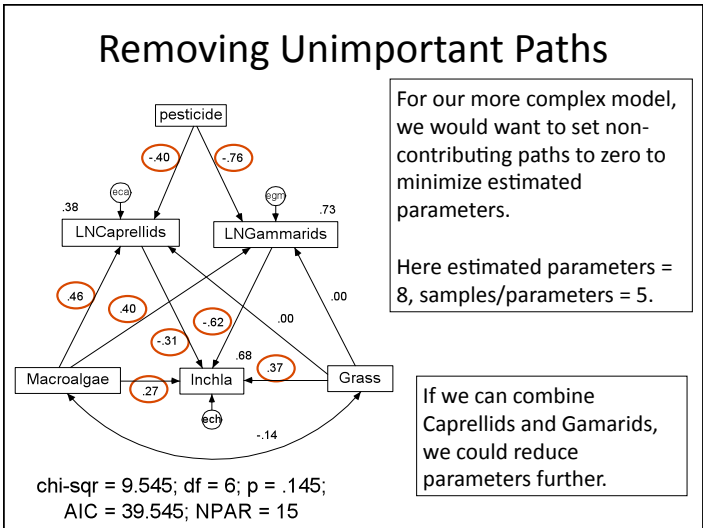 Removing Unimportant Paths
pesticide
-.40
-.76
eca
egm
.38
.73
LNCaprellids
LNGammarids
.46
.40
.00
.00
-.31
-.62
.68
Macroalgae
.27
lnchla
.37
Grass
ech
-.14
chi-sqr = 9.545; df = 6; p = .145;
AIC = 39.545; NPAR = 15
For our more complex model,
we would want to set non-
contributing paths to zero to
minimize estimated
parameters.
Here estimated parameters =
8, samples/parameters = 5.
If we can combine
Caprellids and Gamarids,
we could reduce
parameters further.